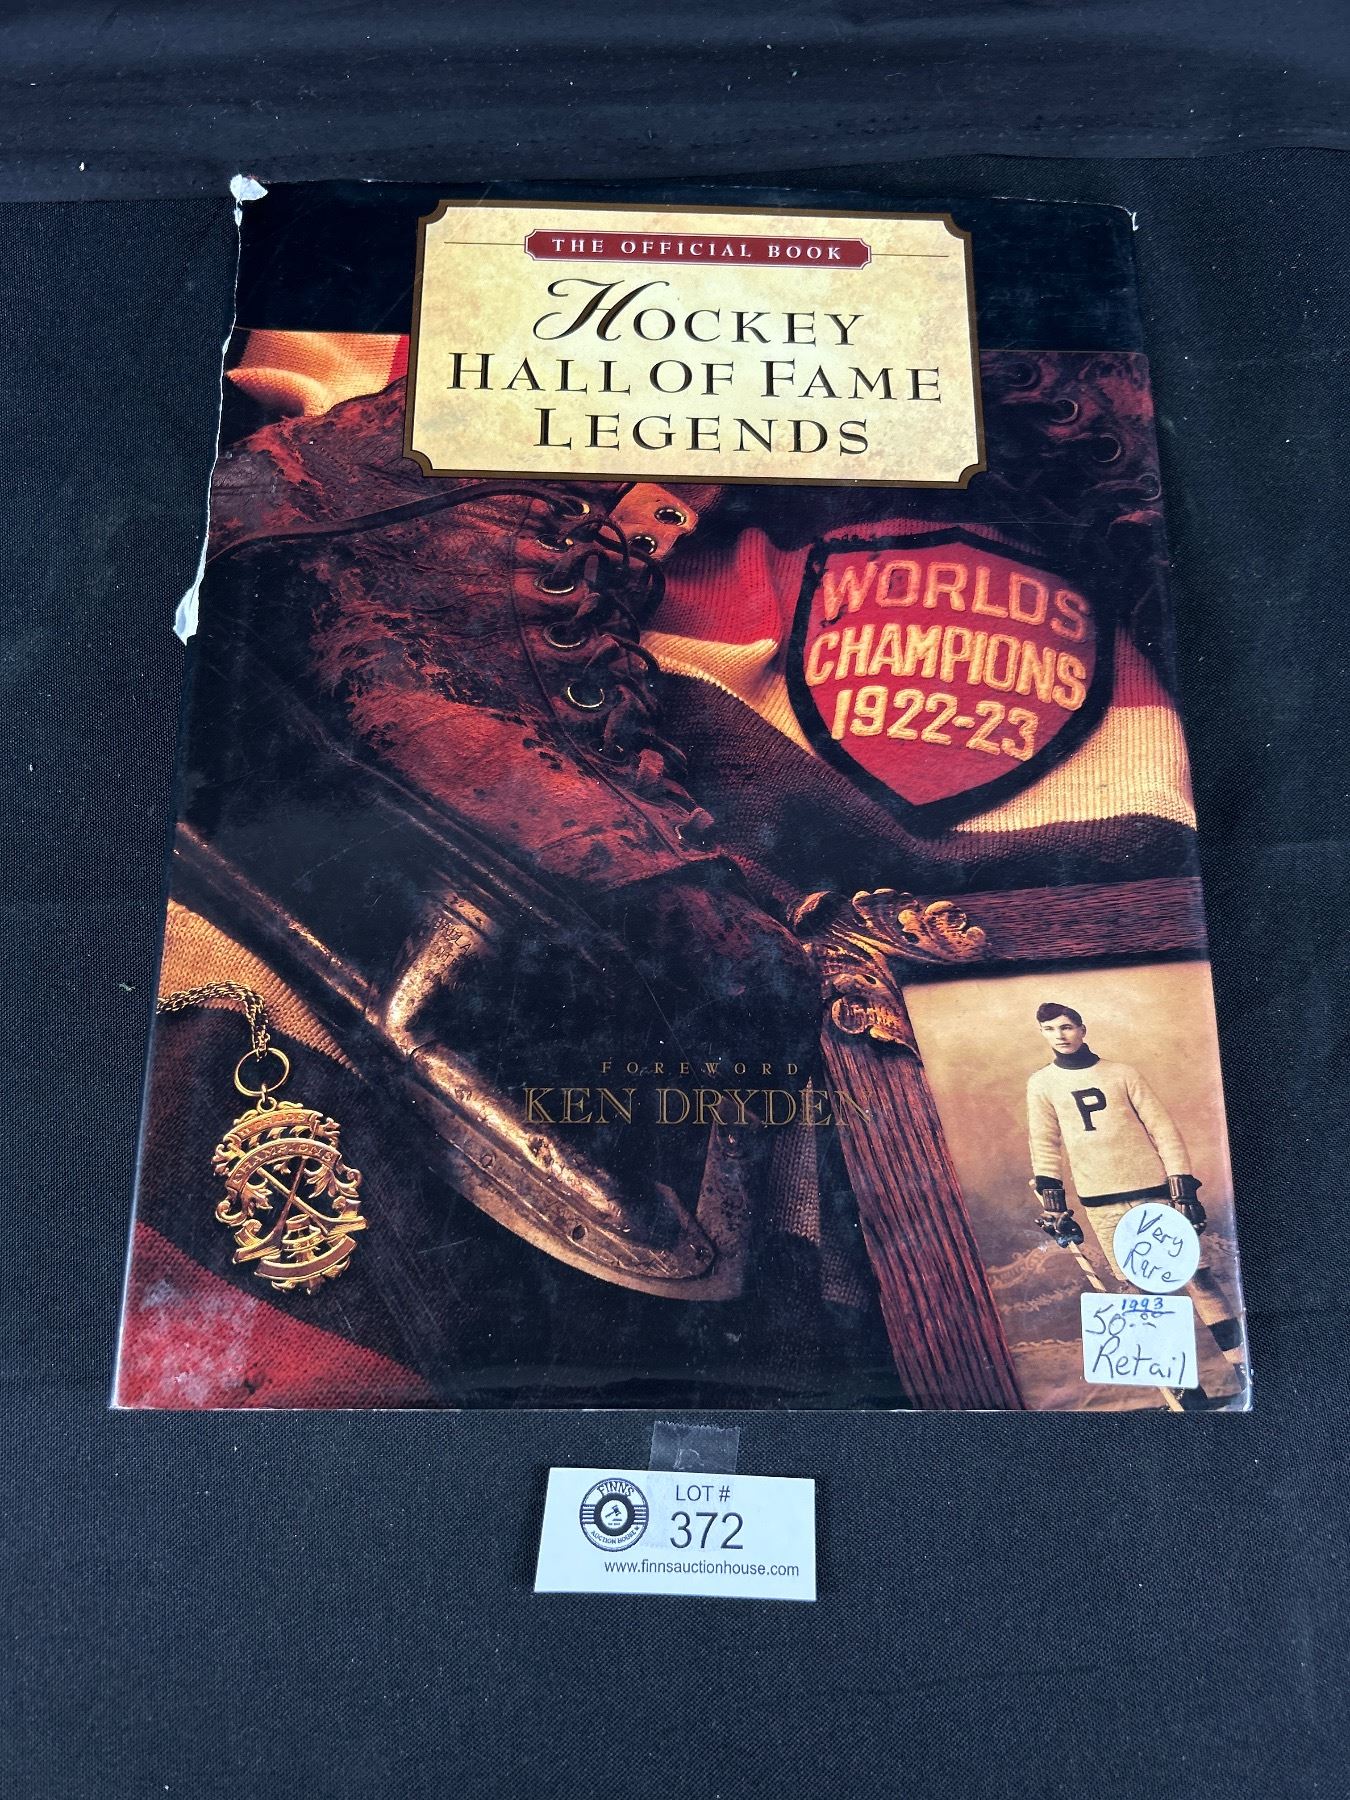 THE OFFICIAL BOOK
HOCKEY
HALL OF FAME
LEGENDS
WORLDS
CHAMPIONS
1922-23
FOREWORD
KEN DRYDEN
CHAMPIONS
P
Very
Rare
1993
50.00
Retail
FINNS
AUCTION HOUSE
LOT #
372
www.finnsauctionhouse.com